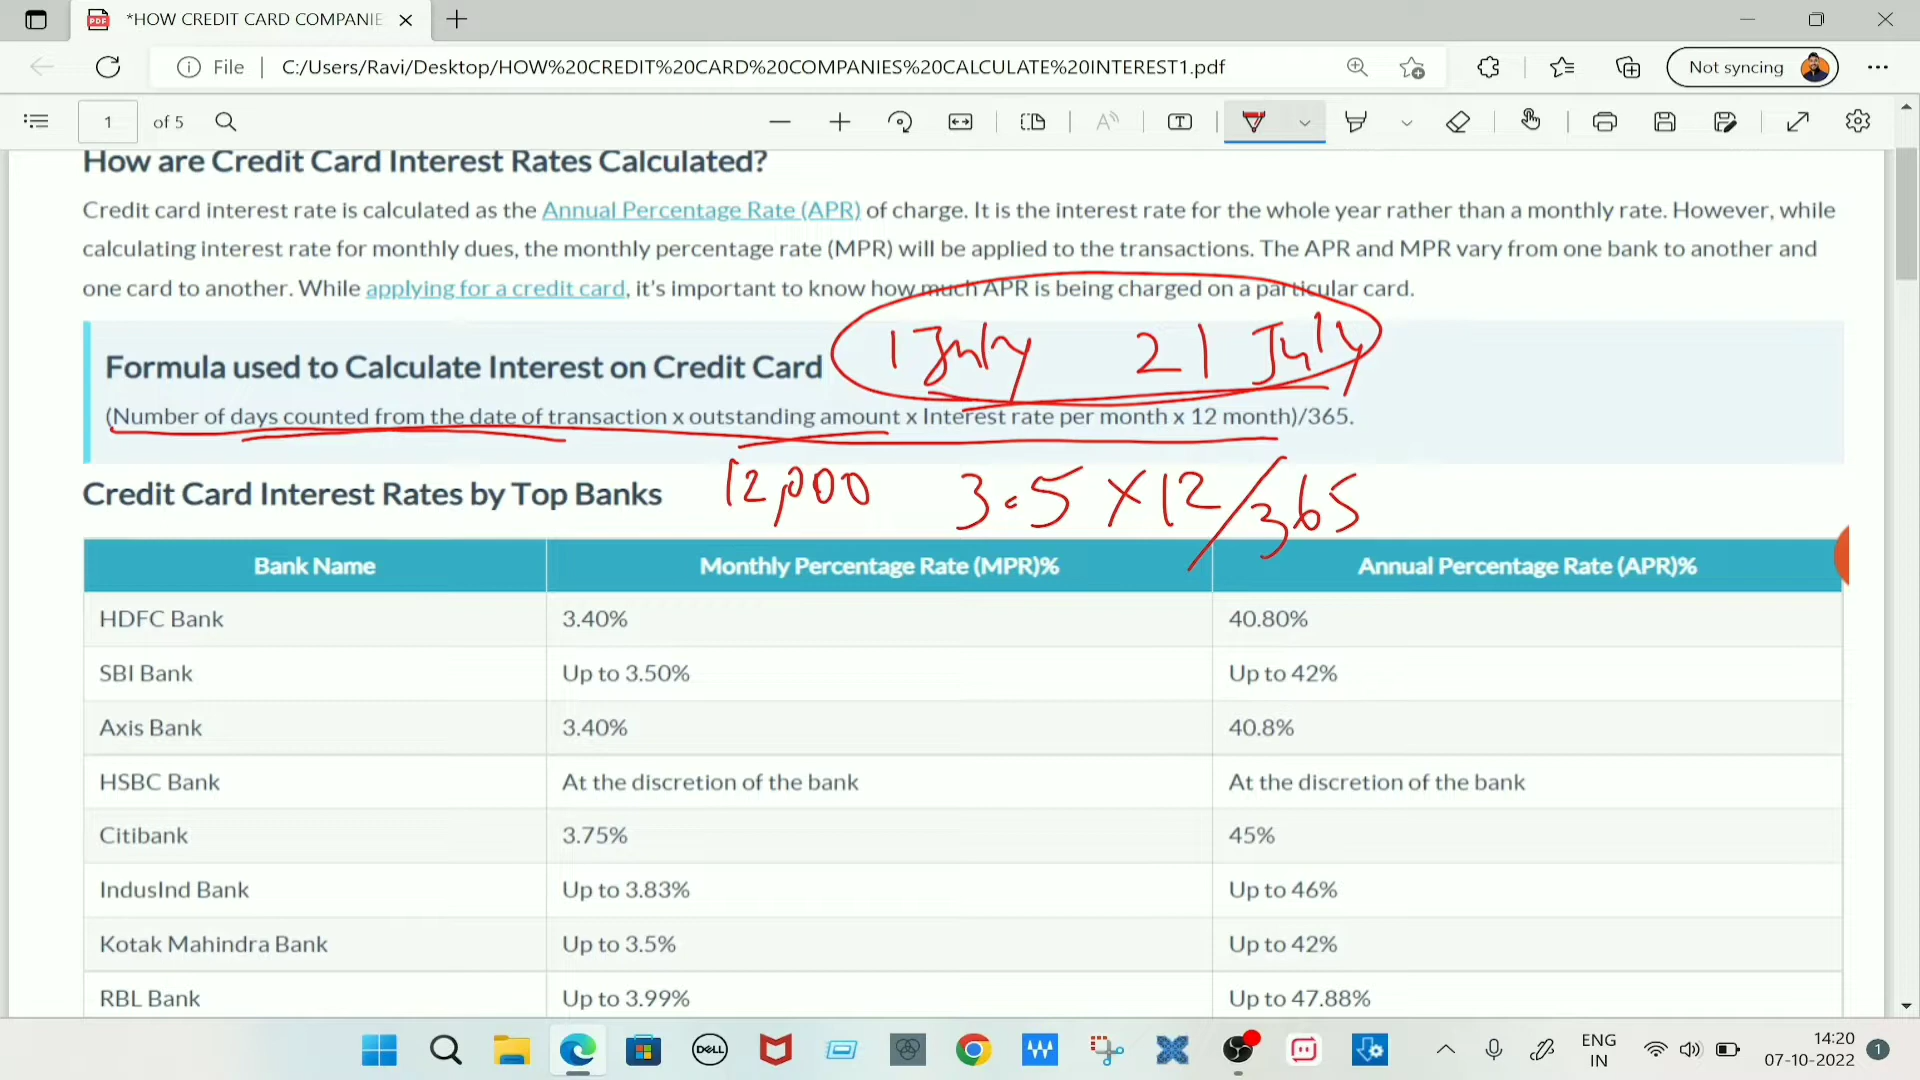 *HOW CREDIT CARD COMPANIE
File
C:/Users/Ravi/Desktop/HOW%20CREDIT%20CARD%20COMPANIES%20CALCULATE%20INTEREST1.pdf
Not syncing
1 of 5
How are Credit Card Interest Rates Calculated?
Credit card interest rate is calculated as the Annual Percentage Rate (APR) of charge. It is the interest rate for the whole year rather than a monthly rate. However, while
calculating interest rate for monthly dues, the monthly percentage rate (MPR) will be applied to the transactions. The APR and MPR vary from one bank to another and
one card to another. While applying for a credit card, it's important to know how much APR is being charged on a particular card.
1 July 21 July
Formula used to Calculate Interest on Credit Card
(Number of days counted from the date of transaction x outstanding amount x Interest rate per month x 12 month)/365.
12,000 3.5 X 12/365
Credit Card Interest Rates by Top Banks
Bank Name Monthly Percentage Rate (MPR)% Annual Percentage Rate (APR)%
HDFC Bank 3.40% 40.80%
SBI Bank Up to 3.50% Up to 42%
Axis Bank 3.40% 40.8%
HSBC Bank At the discretion of the bank At the discretion of the bank
Citibank 3.75% 45%
IndusInd Bank Up to 3.83% Up to 46%
Kotak Mahindra Bank Up to 3.5% Up to 42%
RBL Bank Up to 3.99% Up to 47.88%
DELL
ENG
IN
14:20
07-10-2022
1